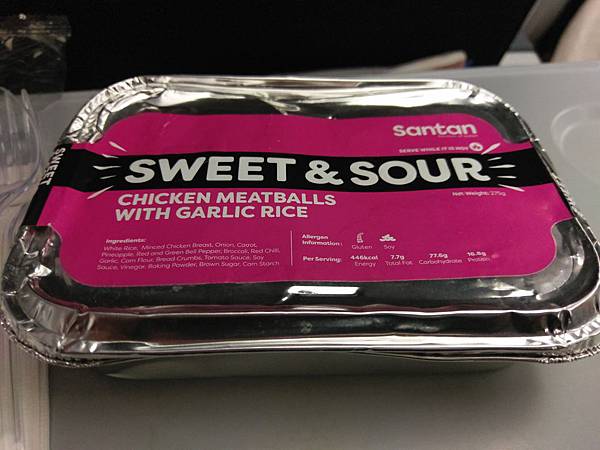 santan
SERVE WHILE IT IS HOT
SWEET
SWEET & SOUR
CHICKEN MEATBALLS
WITH GARLIC RICE
Net Weight: 275g
Ingredients:
White Rice, Minced Chicken Breast, Onion, Carrot,
Pineapple, Red and Green Bell Pepper, Broccoli, Red Chilli,
Garlic, Corn Flour, Bread Crumbs, Tomato Sauce, Soy
Sauce, Vinegar, Baking Powder, Brown Sugar, Corn Starch
Allergen
Information: Gluten Soy
Per Serving: 446kcal 7.7g 77.6g 16.8g
Energy Total Fat Carbohydrate Protein